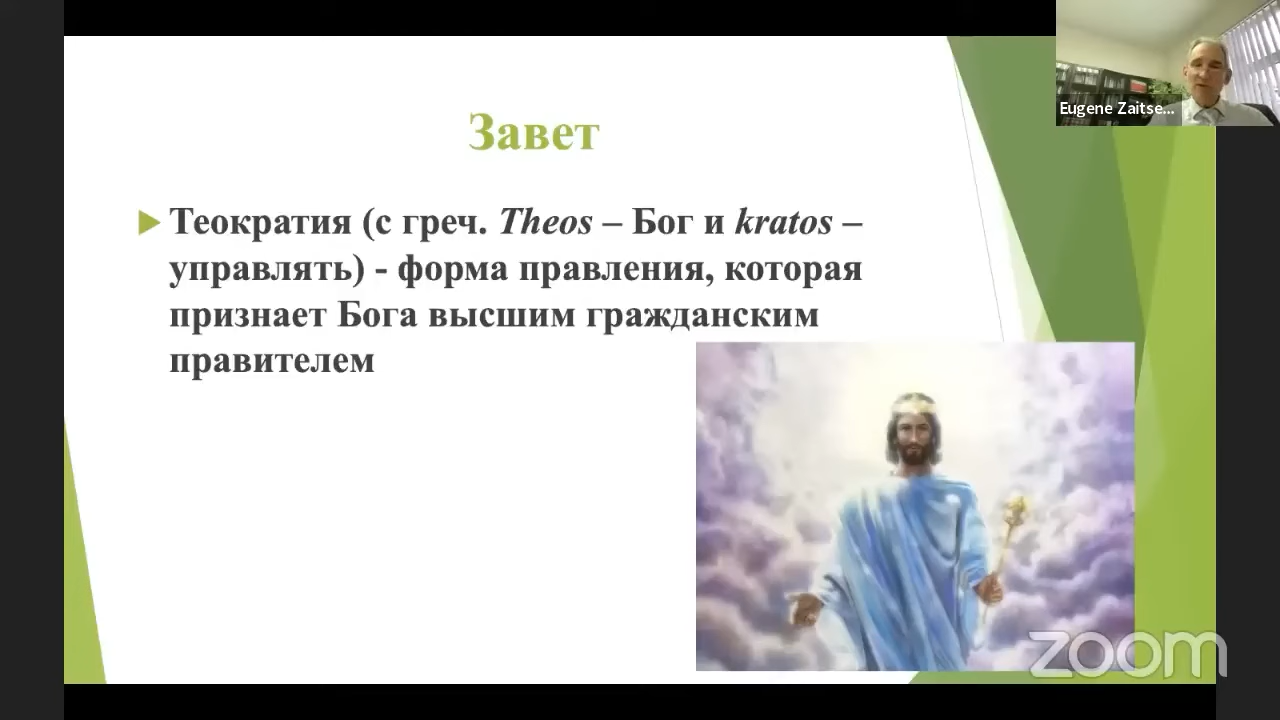 Eugene Zaitse...
Завет
Теократия (с греч. Theos – Бог и kratos –
управлять) - форма правления, которая
признает Бога высшим гражданским
правителем
zoom